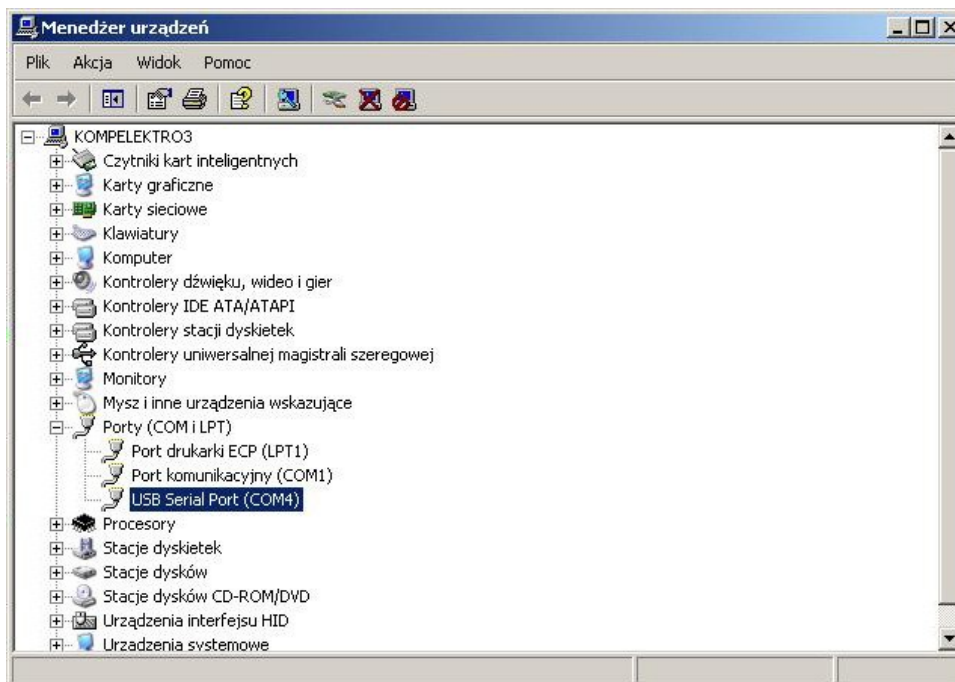 Menedżer urządzeń
Plik Akcja Widok Pomoc
KOMPELEKTRO3
Czytniki kart inteligentnych
Karty graficzne
Karty sieciowe
Klawiatury
Komputer
Kontrolery dźwięku, wideo i gier
Kontrolery IDE ATA/ATAPI
Kontrolery stacji dyskietek
Kontrolery uniwersalnej magistrali szeregowej
Monitory
Mysz i inne urządzenia wskazujące
Porty (COM i LPT)
Port drukarki ECP (LPT1)
Port komunikacyjny (COM1)
USB Serial Port (COM4)
Procesory
Stacje dyskietek
Stacje dysków
Stacje dysków CD-ROM/DVD
Urządzenia interfejsu HID
Urządzenia systemowe